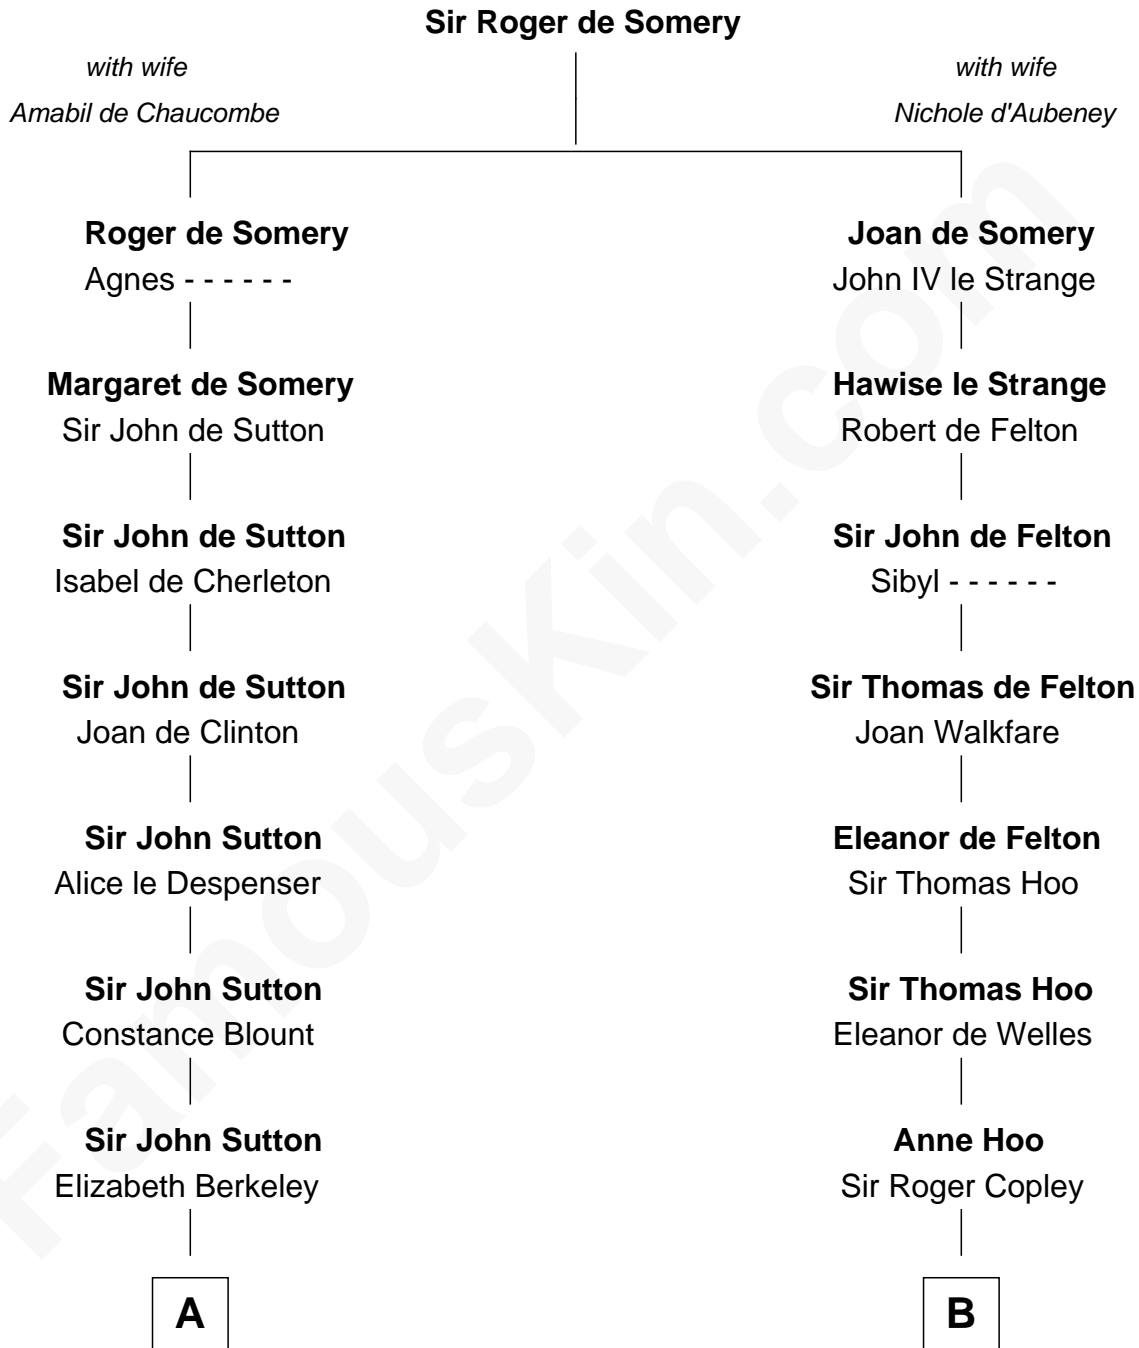 Sir Roger de Somery
with wife
Amabil de Chaucombe
with wife
Nichole d'Aubeney
Roger de Somery
Agnes - - - - - -
Joan de Somery
John IV le Strange
Margaret de Somery
Sir John de Sutton
Hawise le Strange
Robert de Felton
Sir John de Sutton
Isabel de Cherleton
Sir John de Felton
Sibyl - - - - - -
Sir John de Sutton
Joan de Clinton
Sir Thomas de Felton
Joan Walkfare
Sir John Sutton
Alice le Despenser
Eleanor de Felton
Sir Thomas Hoo
Sir John Sutton
Constance Blount
Sir Thomas Hoo
Eleanor de Welles
Sir John Sutton
Elizabeth Berkeley
Anne Hoo
Sir Roger Copley
A
B
FamousKin.com